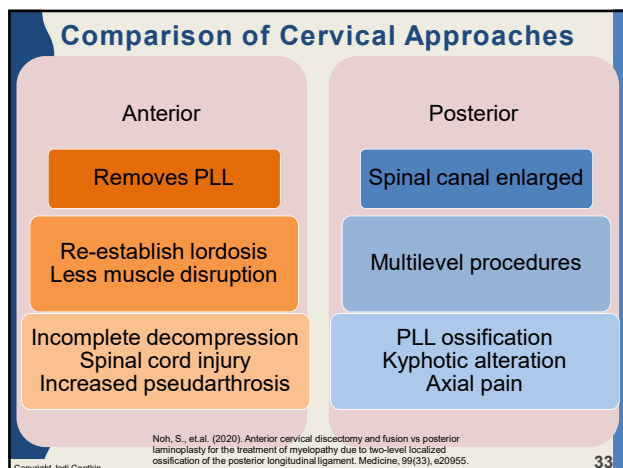 Comparison of Cervical Approaches
Anterior
Removes PLL
Re-establish lordosis
Less muscle disruption
Incomplete decompression
Spinal cord injury
Increased pseudarthrosis
Posterior
Spinal canal enlarged
Multilevel procedures
PLL ossification
Kyphotic alteration
Axial pain
Noh, S., et.al. (2020). Anterior cervical discectomy and fusion vs posterior
laminoplasty for the treatment of myelopathy due to two-level localized
ossification of the posterior longitudinal ligament. Medicine, 99(33), e20955.
33